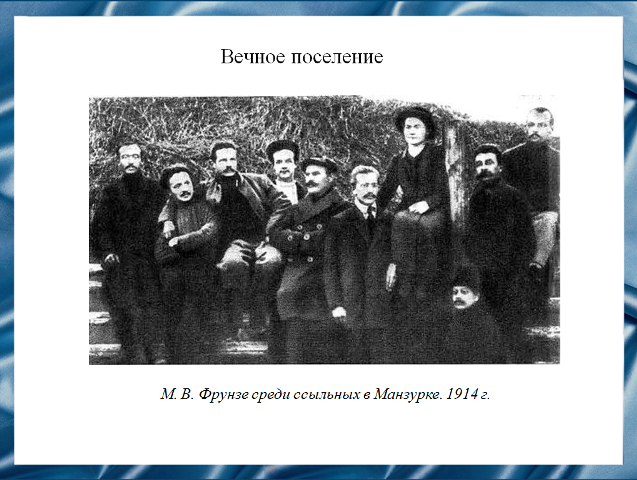 Вечное поселение
М. В. Фрунзе среди ссыльных в Манзурке. 1914 г.